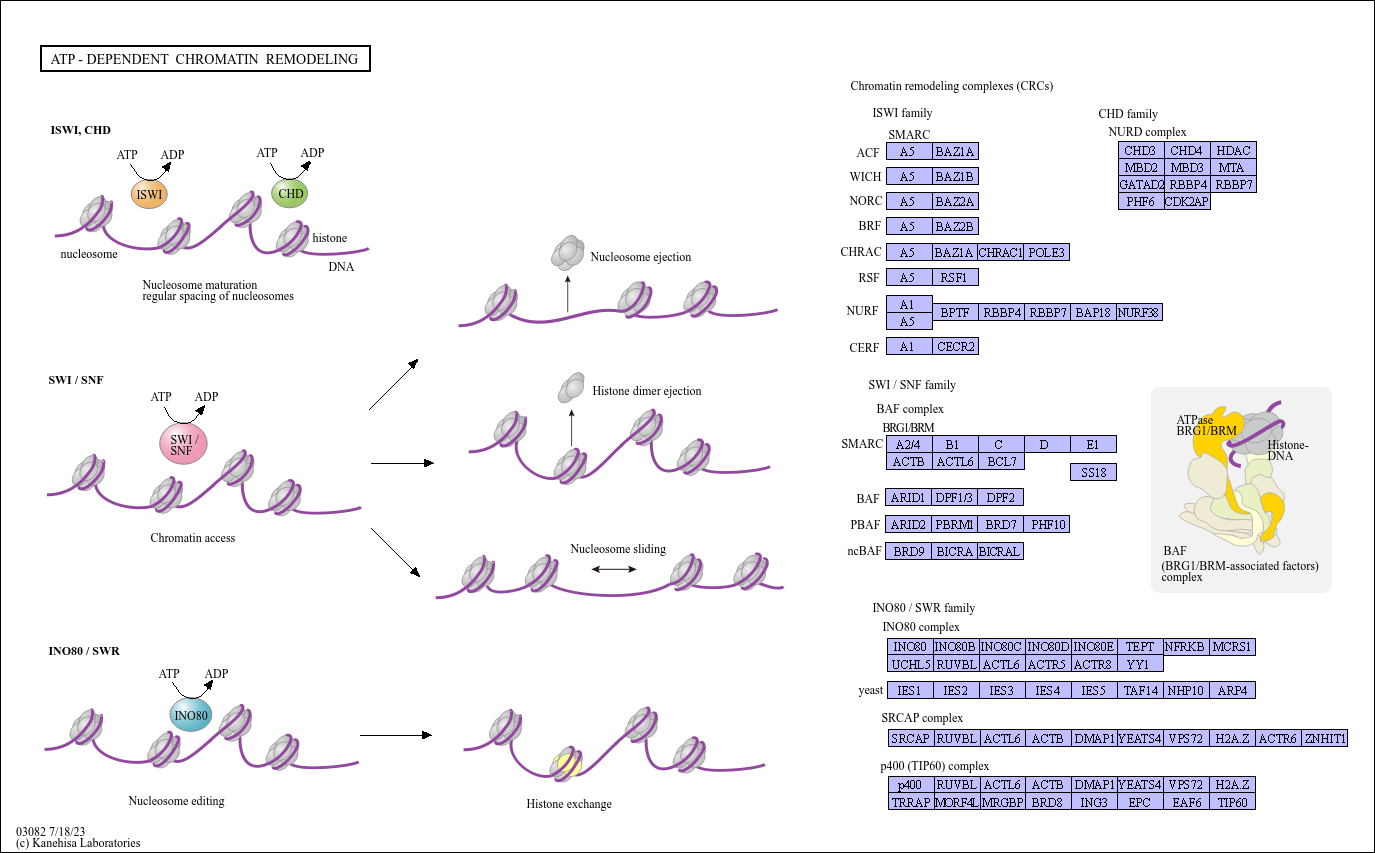 ATP - DEPENDENT CHROMATIN REMODELING
ISWI, CHD
ATP ADP ATP ADP
ISWI CHD
histone
nucleosome
DNA
Nucleosome maturation
regular spacing of nucleosomes
Nucleosome ejection
SWI / SNF
ATP ADP
SWI /
SNF
Chromatin access
Histone dimer ejection
Nucleosome sliding
INO80 / SWR
ATP ADP
INO80
Nucleosome editing
Histone exchange
Chromatin remodeling complexes (CRCs)
ISWI family
SMARC
ACF A5 BAZ1A
WICH A5 BAZ1B
NORC A5 BAZ2A
BRF A5 BAZ2B
CHRAC A5 BAZ1A CHRAC1 POLE3
RSF A5 RSF1
NURF A1 BPTF RBBP4 RBBP7 BAP18 NURF38
A5
CERF A1 CECR2
CHD family
NURD complex
CHD3 CHD4 HDAC
MBD2 MBD3 MTA
GATAD2 RBBP4 RBBP7
PHF6 CDK2AP
SWI / SNF family
BAF complex
BRG1/BRM
SMARC A2/4 B1 C D E1
ACTB ACTL6 BCL7
SS18
BAF ARID1 DPF1/3 DPF2
PBAF ARID2 PBRM1 BRD7 PHF10
ncBAF BRD9 BICRA BICRAL
ATPase
BRG1/BRM
Histone-
DNA
BAF
(BRG1/BRM-associated factors)
complex
INO80 / SWR family
INO80 complex
INO80 INO80B INO80C INO80D INO80E TEPT NFRKB MCRS1
UCHL5 RUVBL ACTL6 ACTR5 ACTR8 YY1
yeast IES1 IES2 IES3 IES4 IES5 TAF14 NHP10 ARP4
SRCAP complex
SRCAP RUVBL ACTL6 ACTB DMAP1 YEATS4 VPS72 H2A.Z ACTR6 ZNHIT1
p400 (TIP60) complex
p400 RUVBL ACTL6 ACTB DMAP1 YEATS4 VPS72 H2A.Z
TRRAP MORF4L MRGBP BRD8 ING3 EPC EAF6 TIP60
03082 7/18/23
(c) Kanehisa Laboratories